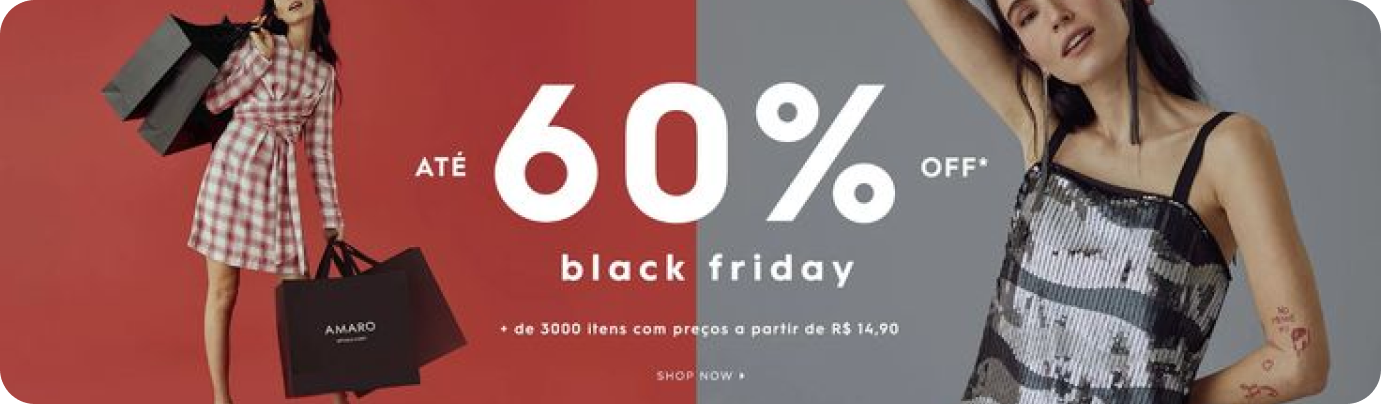 ATÉ 60% OFF*
black friday
+ de 3000 itens com preços a partir de R$ 14,90
SHOP NOW
AMARO